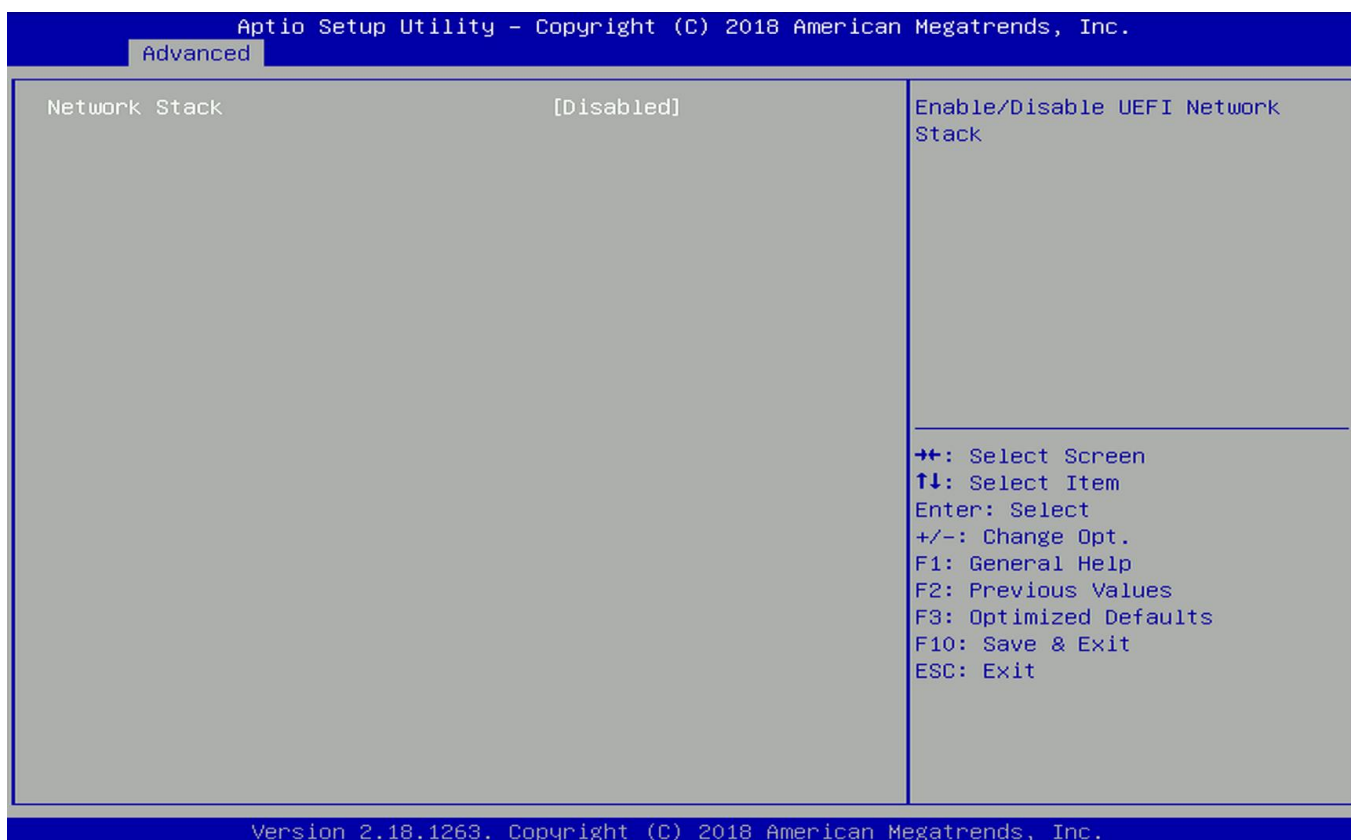 Aptio Setup Utility – Copyright (C) 2018 American Megatrends, Inc.
Advanced
Network Stack [Disabled]
Enable/Disable UEFI Network
Stack
→←: Select Screen
↑↓: Select Item
Enter: Select
+/-: Change Opt.
F1: General Help
F2: Previous Values
F3: Optimized Defaults
F10: Save & Exit
ESC: Exit
Version 2.18.1263. Copyright (C) 2018 American Megatrends, Inc.